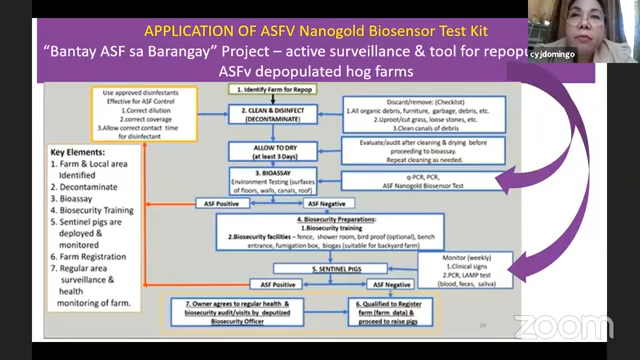 APPLICATION OF ASFV Nanogold Biosensor Test Kit
"Bantay ASF sa Barangay" Project – active surveillance & tool for
ASFv depopulated hog farms
cyjdomingo
Use approved disinfectants
Effective for ASF Control
1. Correct dilution
2. correct coverage
3.Allow correct contact time
for disinfectant
1. Identify Farm for Repop
2. CLEAN & DISINFECT
(DECONTAMINATE)
Discard/remove: (Checklist)
1.All organic debris, furniture, garbage, debris, etc.
2.Uproot/cut grass, loose stones, etc.
3.Clean canals of debris
ALLOW TO DRY
(at least 3 Days)
Evaluate/audit after cleaning & drying before
proceeding to bioassay.
Repeat cleaning as needed.
3. BIOASSAY
Environment Testing (surfaces
of floors, walls, canals, roof)
q-PCR, PCR,
ASF Nanogold Biosensor Test
ASF Positive
ASF Negative
Key Elements:
1. Farm & Local area
Identified
2. Decontaminate
3. Bioassay
4. Biosecurity Training
5. Sentinel pigs are
deployed &
monitored
6. Farm Registration
7. Regular area
surveillance &
health
monitoring of farm.
4. Biosecurity Preparations:
1.Biosecurity training
2.Biosecurity facilities – fence, shower room, bird proof (optional), bench
entrance, fumigation box, biogas (suitable for backyard farm)
5. SENTINEL PIGS
Monitor (weekly)
1.Clinical signs
2.PCR, LAMP test
(blood, feces, saliva)
ASF Positive
ASF Negative
7. Owner agrees to regular health &
biosecurity audit/visits by deputized
Biosecurity Officer
6. Qualified to Register
farm (farm data) &
proceed to raise pigs
zoom